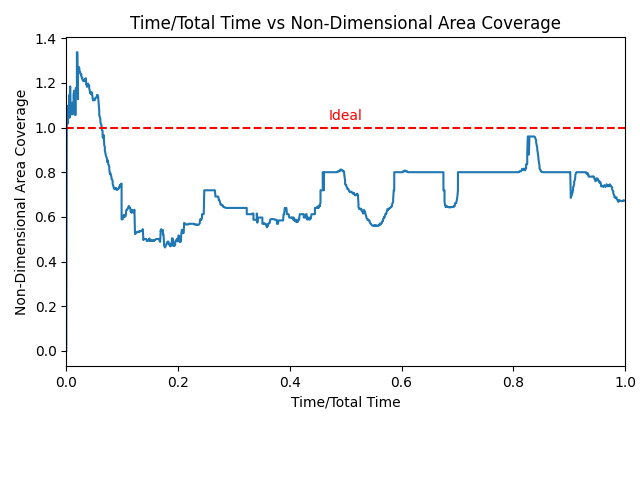 Time/Total Time vs Non-Dimensional Area Coverage
Non-Dimensional Area Coverage
1.4
1.2
1.0
0.8
0.6
0.4
0.2
0.0
Ideal
0.0 0.2 0.4 0.6 0.8 1.0
Time/Total Time